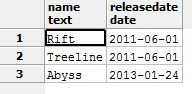 name releasedate
text date
1 Rift 2011-06-01
2 Treeline 2011-06-01
3 Abyss 2013-01-24